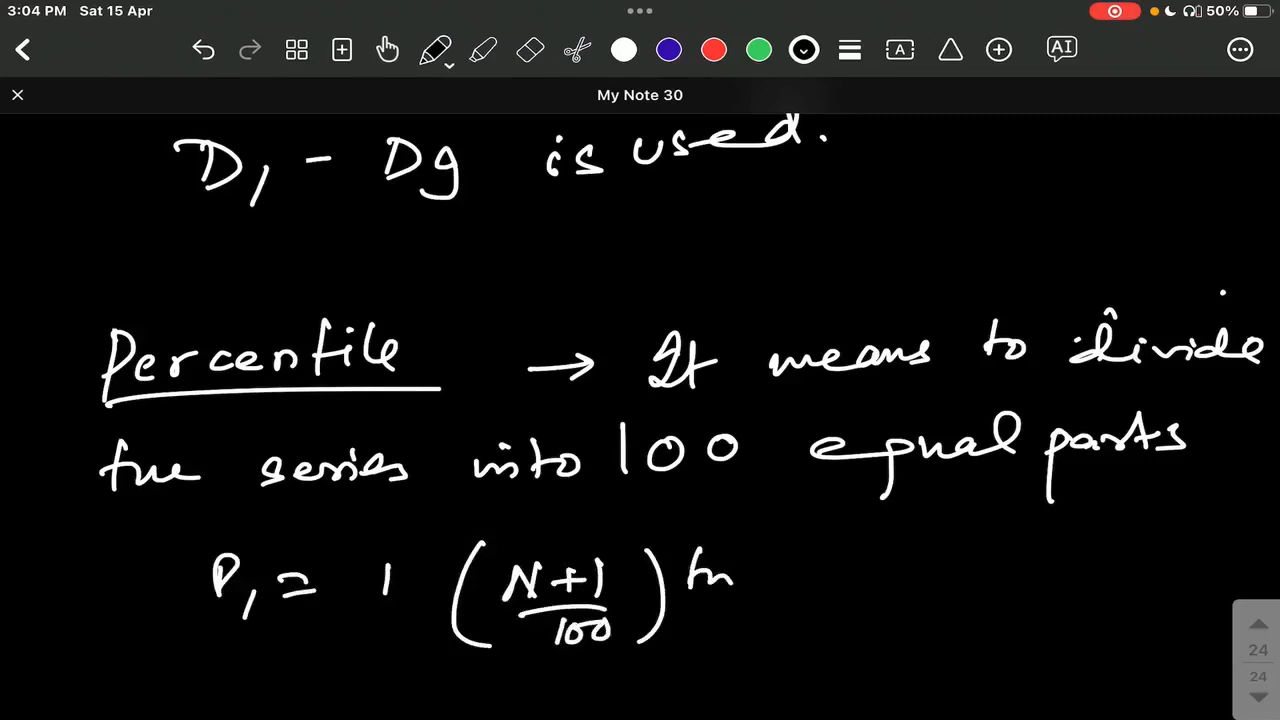 3:04 PM Sat 15 Apr
50%
A
AI
My Note 30
D1 - D9 is used.
Percentile → It means to divide
the series into 100 equal parts
P1 = 1 (N+1/100) th
24
24